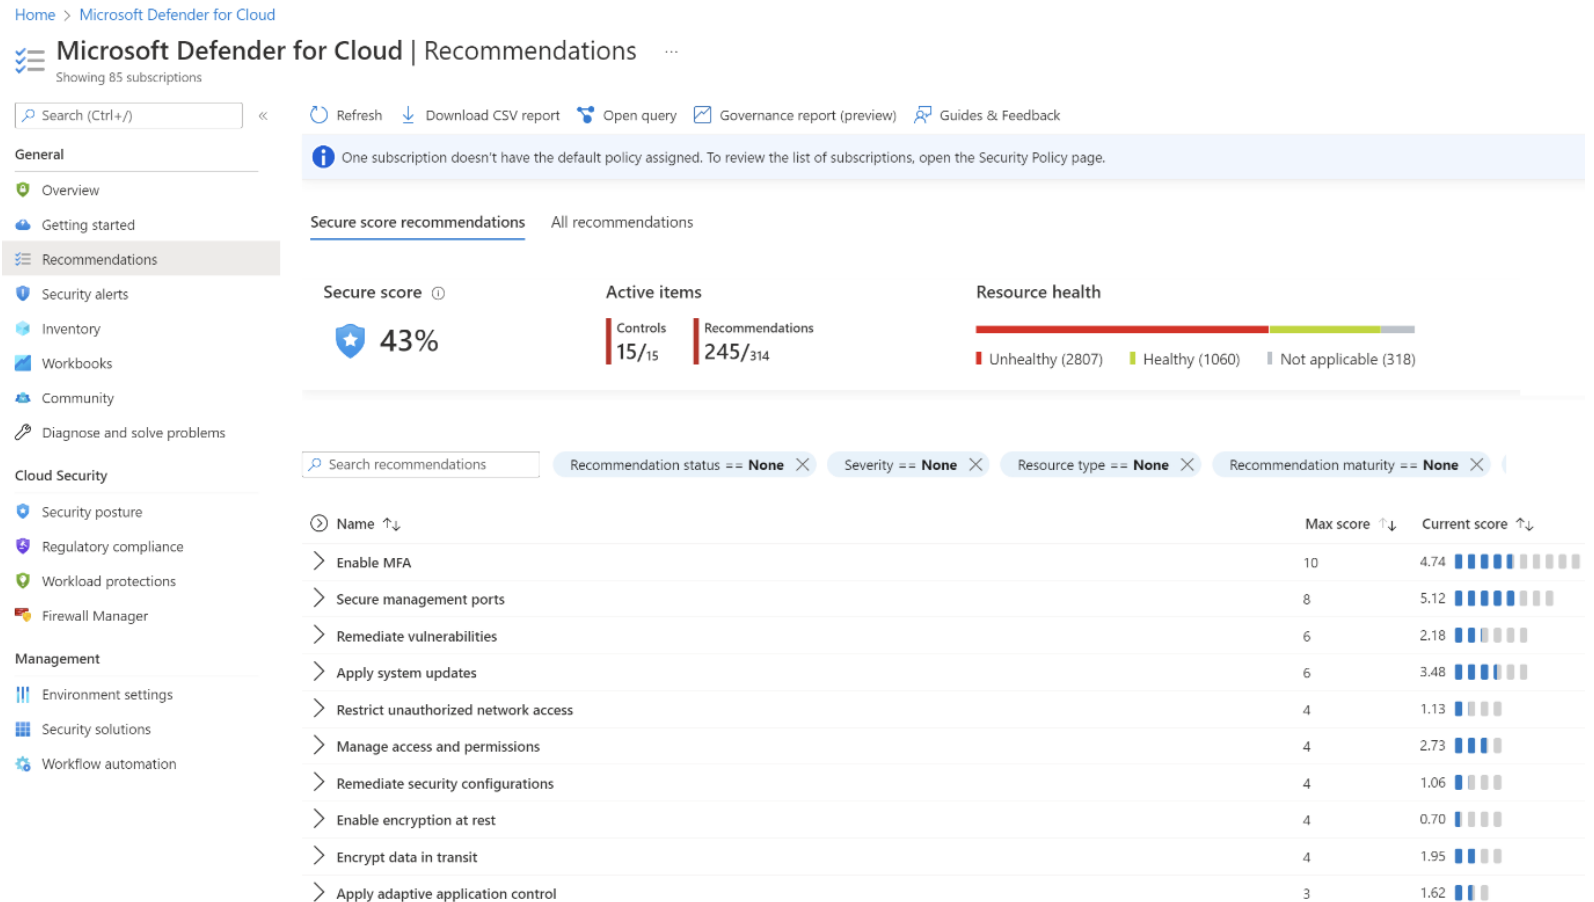 Home > Microsoft Defender for Cloud
Microsoft Defender for Cloud | Recommendations ...
Showing 85 subscriptions
Search (Ctrl+/) «
Refresh Download CSV report Open query Governance report (preview) Guides & Feedback
One subscription doesn't have the default policy assigned. To review the list of subscriptions, open the Security Policy page.
General
Overview
Getting started
Recommendations
Security alerts
Inventory
Workbooks
Community
Diagnose and solve problems
Cloud Security
Security posture
Regulatory compliance
Workload protections
Firewall Manager
Management
Environment settings
Security solutions
Workflow automation
Secure score recommendations All recommendations
Secure score
43%
Active items
Controls
15/15
Recommendations
245/314
Resource health
Unhealthy (2807) Healthy (1060) Not applicable (318)
Search recommendations Recommendation status == None Severity == None Resource type == None Recommendation maturity == None
Name Max score Current score
Enable MFA 10 4.74
Secure management ports 8 5.12
Remediate vulnerabilities 6 2.18
Apply system updates 6 3.48
Restrict unauthorized network access 4 1.13
Manage access and permissions 4 2.73
Remediate security configurations 4 1.06
Enable encryption at rest 4 0.70
Encrypt data in transit 4 1.95
Apply adaptive application control 3 1.62